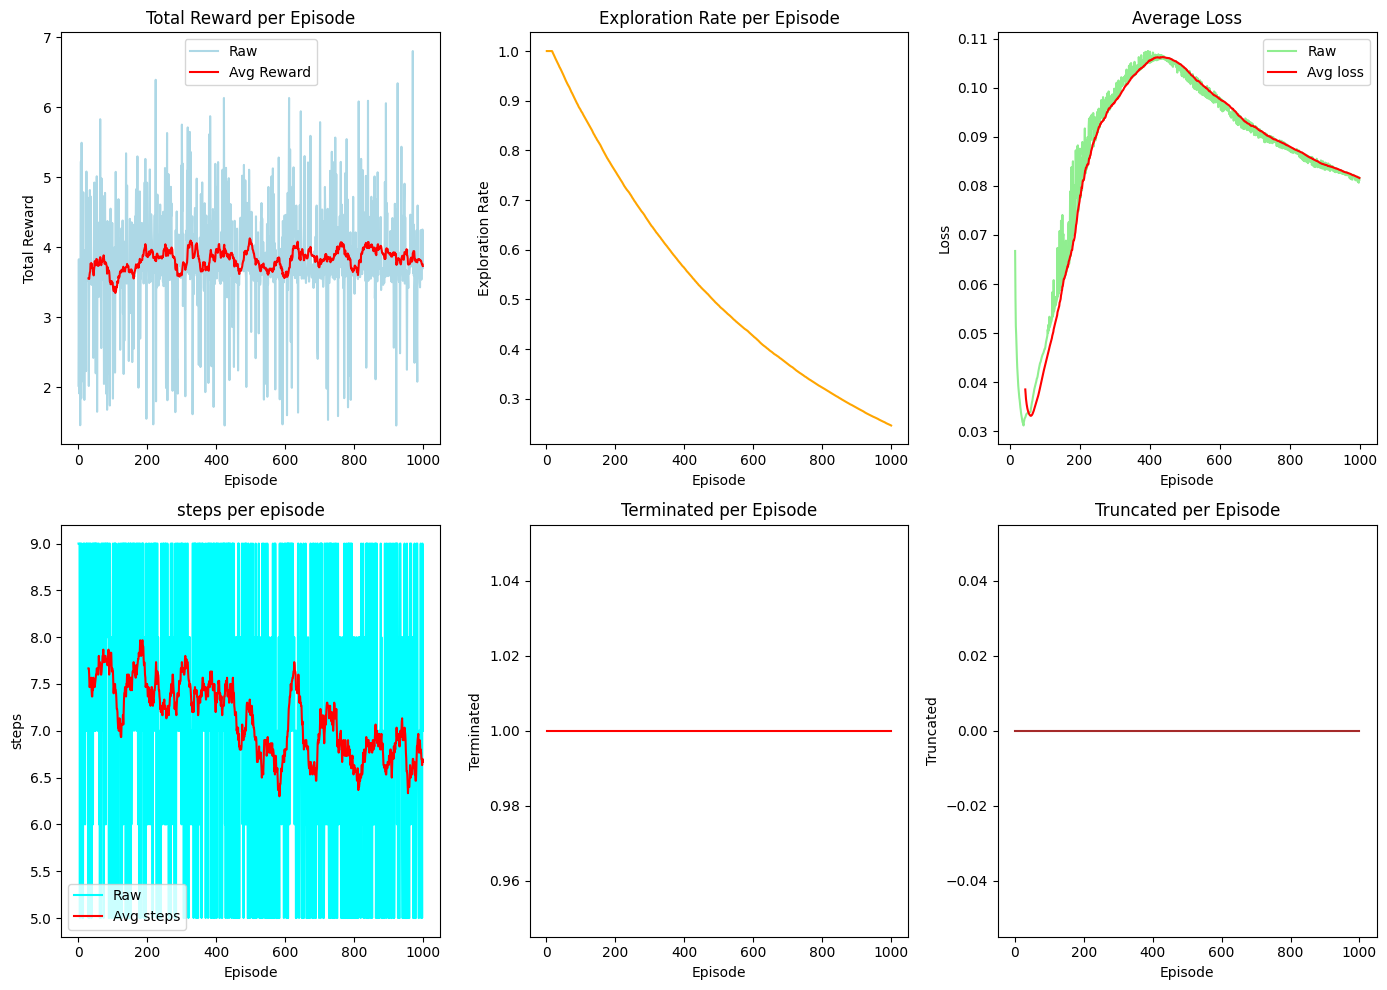 Total Reward per Episode
Raw
Avg Reward
Total Reward
7
6
5
4
3
2
0 200 400 600 800 1000
Episode
Exploration Rate per Episode
Exploration Rate
1.0
0.9
0.8
0.7
0.6
0.5
0.4
0.3
0 200 400 600 800 1000
Episode
Average Loss
Raw
Avg loss
Loss
0.11
0.10
0.09
0.08
0.07
0.06
0.05
0.04
0.03
0 200 400 600 800 1000
Episode
steps per episode
steps
9.0
8.5
8.0
7.5
7.0
6.5
6.0
5.5
5.0
Raw
Avg steps
0 200 400 600 800 1000
Episode
Terminated per Episode
Terminated
1.04
1.02
1.00
0.98
0.96
0 200 400 600 800 1000
Episode
Truncated per Episode
Truncated
0.04
0.02
0.00
−0.02
−0.04
0 200 400 600 800 1000
Episode